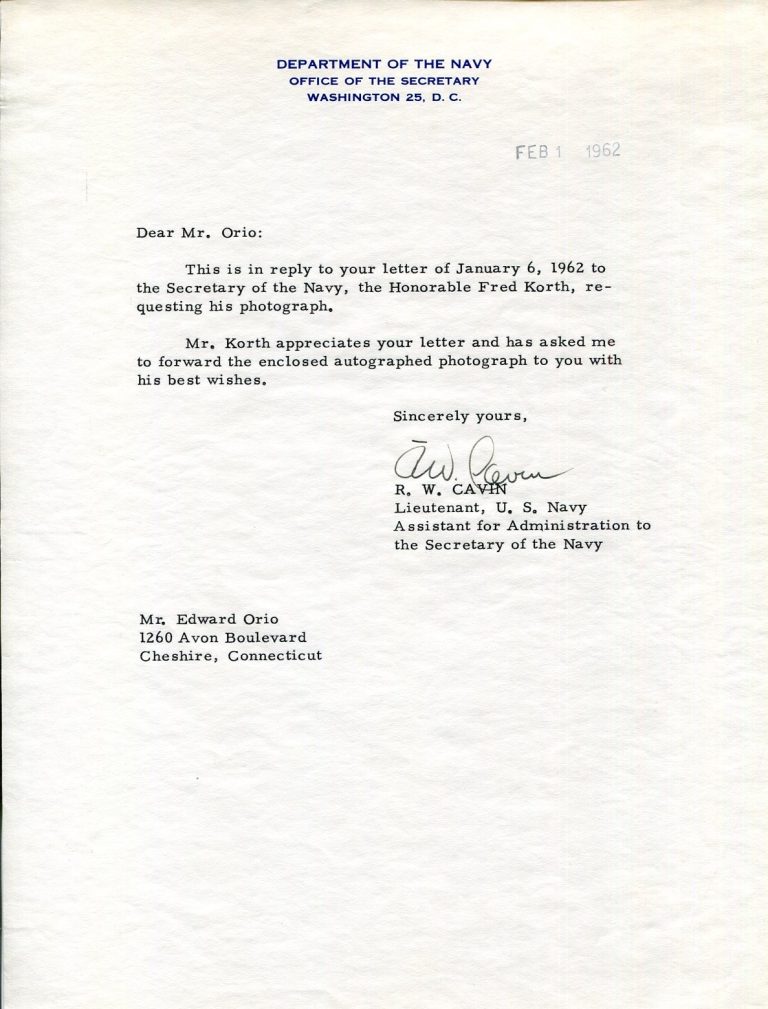 DEPARTMENT OF THE NAVY
OFFICE OF THE SECRETARY
WASHINGTON 25, D. C.
FEB 1 1962
Dear Mr. Orio:
This is in reply to your letter of January 6, 1962 to
the Secretary of the Navy, the Honorable Fred Korth, re-
questing his photograph.
Mr. Korth appreciates your letter and has asked me
to forward the enclosed autographed photograph to you with
his best wishes.
Sincerely yours,
R. W. Cavin
R. W. CAVIN
Lieutenant, U. S. Navy
Assistant for Administration to
the Secretary of the Navy
Mr. Edward Orio
1260 Avon Boulevard
Cheshire, Connecticut